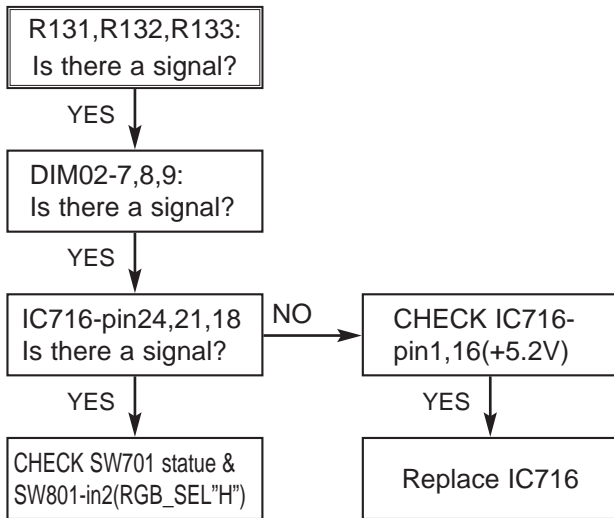 R131,R132,R133:
Is there a signal?
YES
DIM02-7,8,9:
Is there a signal?
YES
IC716-pin24,21,18
Is there a signal?
NO
CHECK IC716-
pin1,16(+5.2V)
YES
YES
CHECK SW701 statue &
SW801-in2(RGB_SEL”H”)
Replace IC716